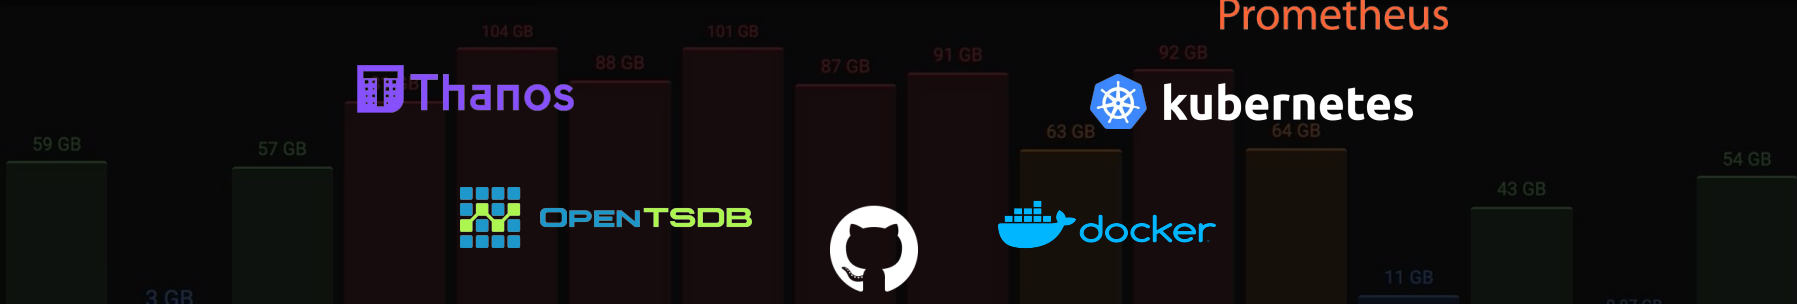 Prometheus
104 GB
101 GB
88 GB
87 GB
91 GB
92 GB
Thanos
kubernetes
59 GB
57 GB
63 GB
64 GB
54 GB
43 GB
OPENTSDB
docker
3 GB
11 GB